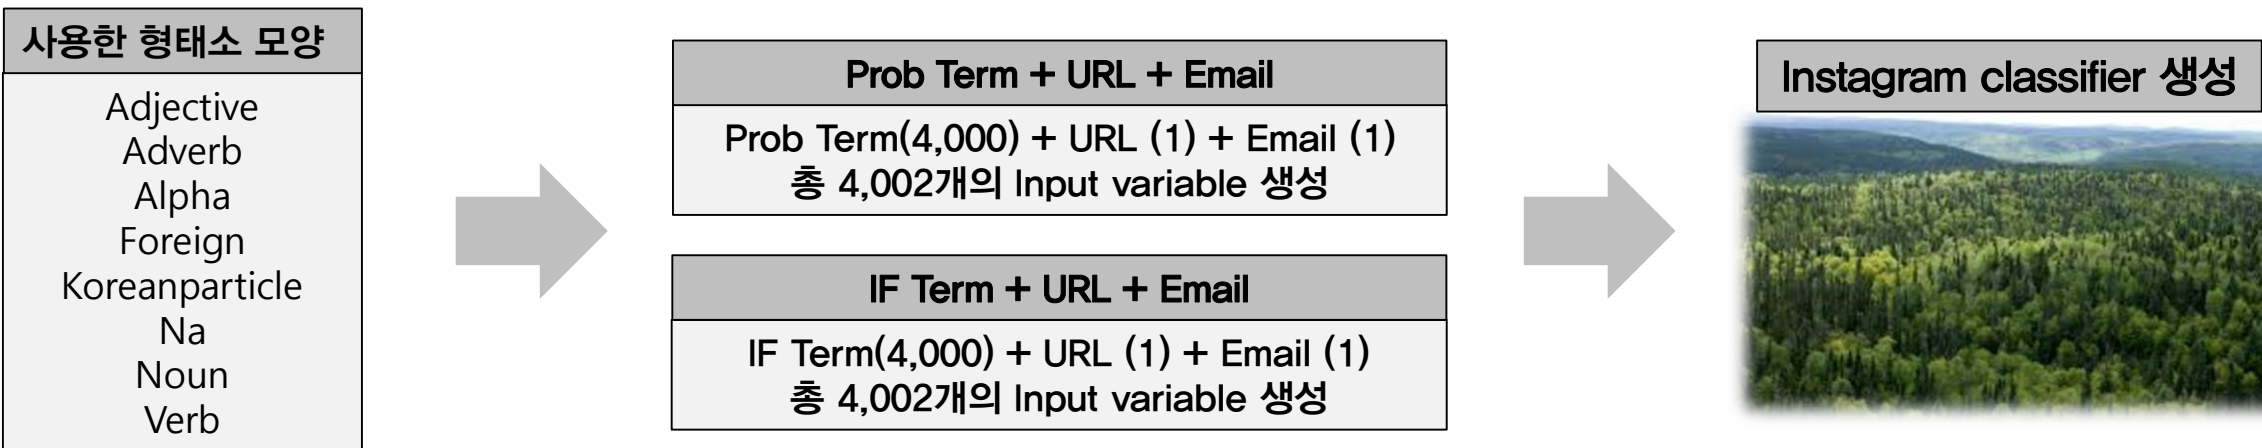 사용한 형태소 모양
Adjective
Adverb
Alpha
Foreign
Koreanparticle
Na
Noun
Verb
Prob Term + URL + Email
Prob Term(4,000) + URL (1) + Email (1)
총 4,002개의 Input variable 생성
IF Term + URL + Email
IF Term(4,000) + URL (1) + Email (1)
총 4,002개의 Input variable 생성
Instagram classifier 생성